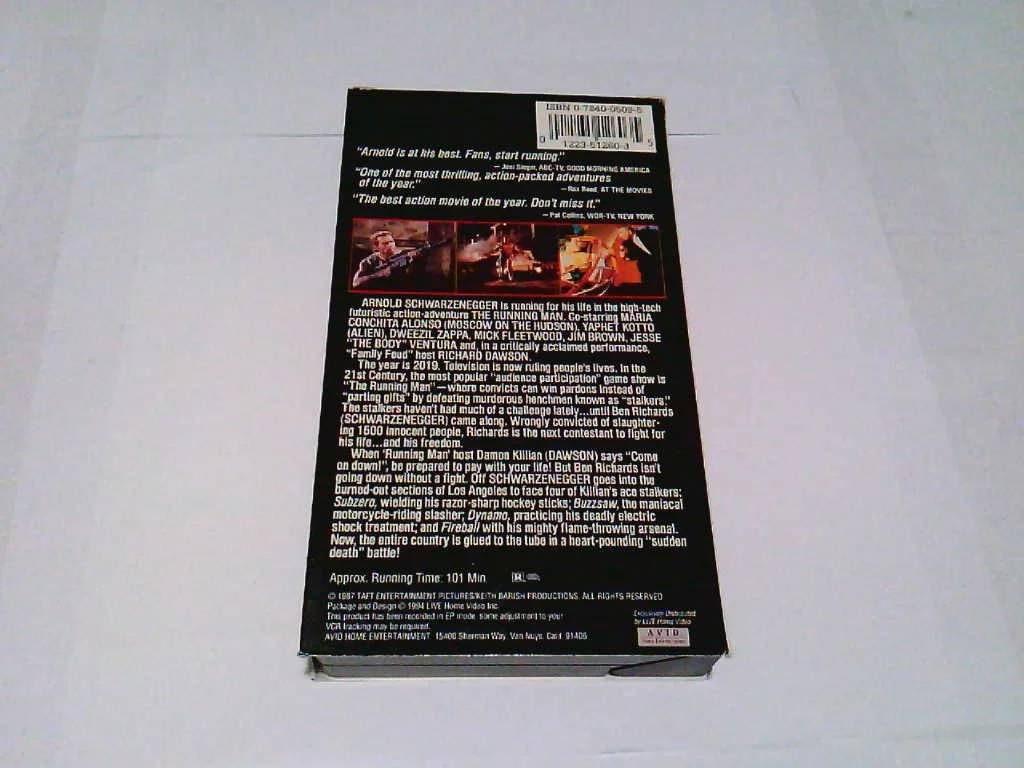 ISBN 0-7840-0509-5
0 1223-51280-3 5
"Arnold is at his best. Fans, start running."
— Joel Siegel, ABC-TV, GOOD MORNING AMERICA
"One of the most thrilling, action-packed adventures
of the year."
— Rex Reed, AT THE MOVIES
"The best action movie of the year. Don't miss it."
— Pat Collins, WOR-TV, NEW YORK
ARNOLD SCHWARZENEGGER is running for his life in the high-tech
futuristic action-adventure THE RUNNING MAN. Co-starring MARIA
CONCHITA ALONSO (MOSCOW ON THE HUDSON), YAPHET KOTTO
(ALIEN), DWEEZIL ZAPPA, MICK FLEETWOOD, JIM BROWN, JESSE
"THE BODY" VENTURA and, in a critically acclaimed performance,
"Family Feud" host RICHARD DAWSON.
The year is 2019. Television is now ruling people's lives. In the
21st Century, the most popular "audience participation" game show is
"The Running Man"—where convicts can win pardons instead of
"parting gifts" by defeating murderous henchmen known as "stalkers."
The stalkers haven't had much of a challenge lately...until Ben Richards
(SCHWARZENEGGER) came along. Wrongly convicted of slaughter-
ing 1500 innocent people, Richards is the next contestant to fight for
his life...and his freedom.
When 'Running Man' host Damon Killian (DAWSON) says "Come
on down!", be prepared to pay with your life! But Ben Richards isn't
going down without a fight. Off SCHWARZENEGGER goes into the
burned-out sections of Los Angeles to face four of Killian's ace stalkers:
Subzero, wielding his razor-sharp hockey sticks; Buzzsaw, the maniacal
motorcycle-riding slasher; Dynamo, practicing his deadly electric
shock treatment; and Fireball with his mighty flame-throwing arsenal.
Now, the entire country is glued to the tube in a heart-pounding "sudden
death" battle!
Approx. Running Time: 101 Min. R
© 1987 TAFT ENTERTAINMENT PICTURES/KEITH BARISH PRODUCTIONS. ALL RIGHTS RESERVED
Package and Design © 1994 LIVE Home Video Inc.
This product has been recorded in EP mode, some adjustment to your
VCR tracking may be required.
AVID HOME ENTERTAINMENT 15400 Sherman Way, Van Nuys, Calif. 91406
Exclusively Distributed
by LIVE Home Video
AVID
Home Entertainment